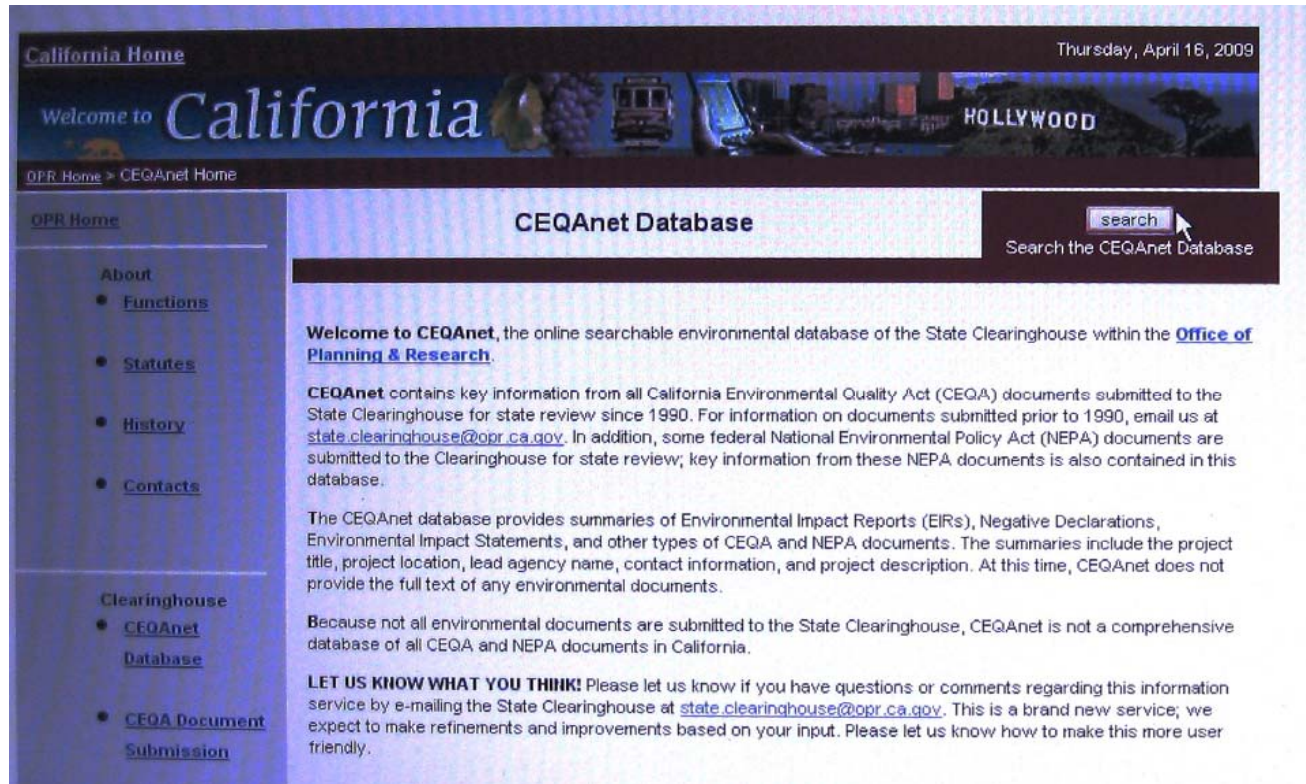 California Home
Thursday, April 16, 2009
Welcome to California
HOLLYWOOD
OPR Home > CEQAnet Home
OPR Home
CEQAnet Database
search
Search the CEQAnet Database
About
Functions
Statutes
History
Contacts
Clearinghouse
CEQAnet
Database
CEQA Document
Submission
Welcome to CEQAnet, the online searchable environmental database of the State Clearinghouse within the Office of
Planning & Research.
CEQAnet contains key information from all California Environmental Quality Act (CEQA) documents submitted to the
State Clearinghouse for state review since 1990. For information on documents submitted prior to 1990, email us at
state.clearinghouse@opr.ca.gov. In addition, some federal National Environmental Policy Act (NEPA) documents are
submitted to the Clearinghouse for state review; key information from these NEPA documents is also contained in this
database.
The CEQAnet database provides summaries of Environmental Impact Reports (EIRs), Negative Declarations,
Environmental Impact Statements, and other types of CEQA and NEPA documents. The summaries include the project
title, project location, lead agency name, contact information, and project description. At this time, CEQAnet does not
provide the full text of any environmental documents.
Because not all environmental documents are submitted to the State Clearinghouse, CEQAnet is not a comprehensive
database of all CEQA and NEPA documents in California.
LET US KNOW WHAT YOU THINK! Please let us know if you have questions or comments regarding this information
service by e-mailing the State Clearinghouse at state.clearinghouse@opr.ca.gov. This is a brand new service; we
expect to make refinements and improvements based on your input. Please let us know how to make this more user
friendly.